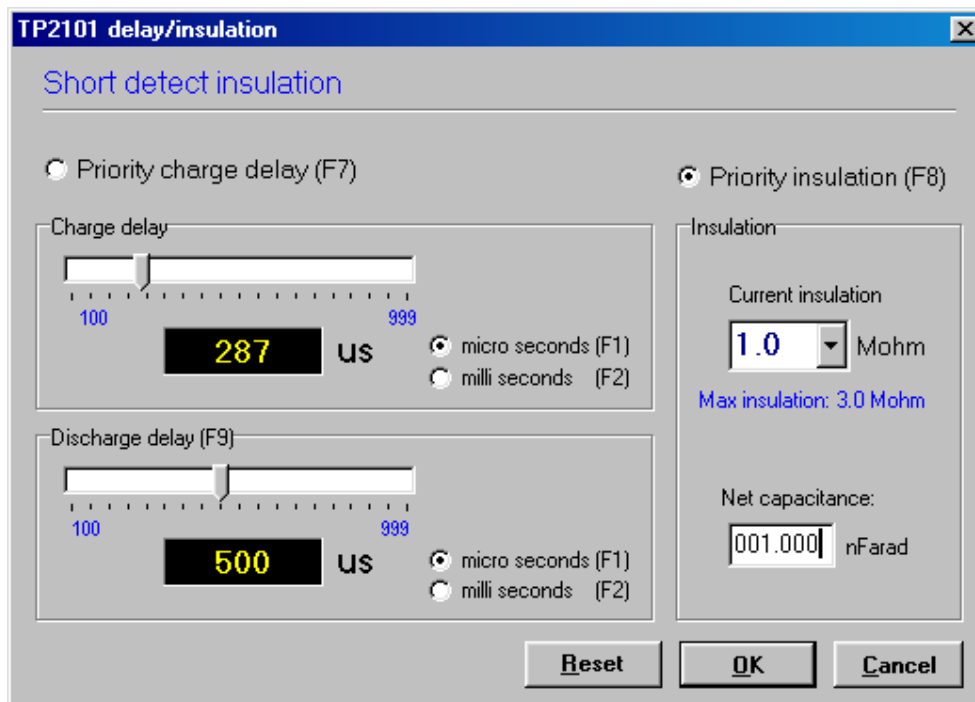 TP2101 delay/insulation
Short detect insulation
Priority charge delay (F7)
Priority insulation (F8)
Charge delay
100 999
287 us
micro seconds (F1)
milli seconds (F2)
Discharge delay (F9)
100 999
500 us
micro seconds (F1)
milli seconds (F2)
Insulation
Current insulation
1.0 Mohm
Max insulation: 3.0 Mohm
Net capacitance:
001.000 nFarad
Reset OK Cancel